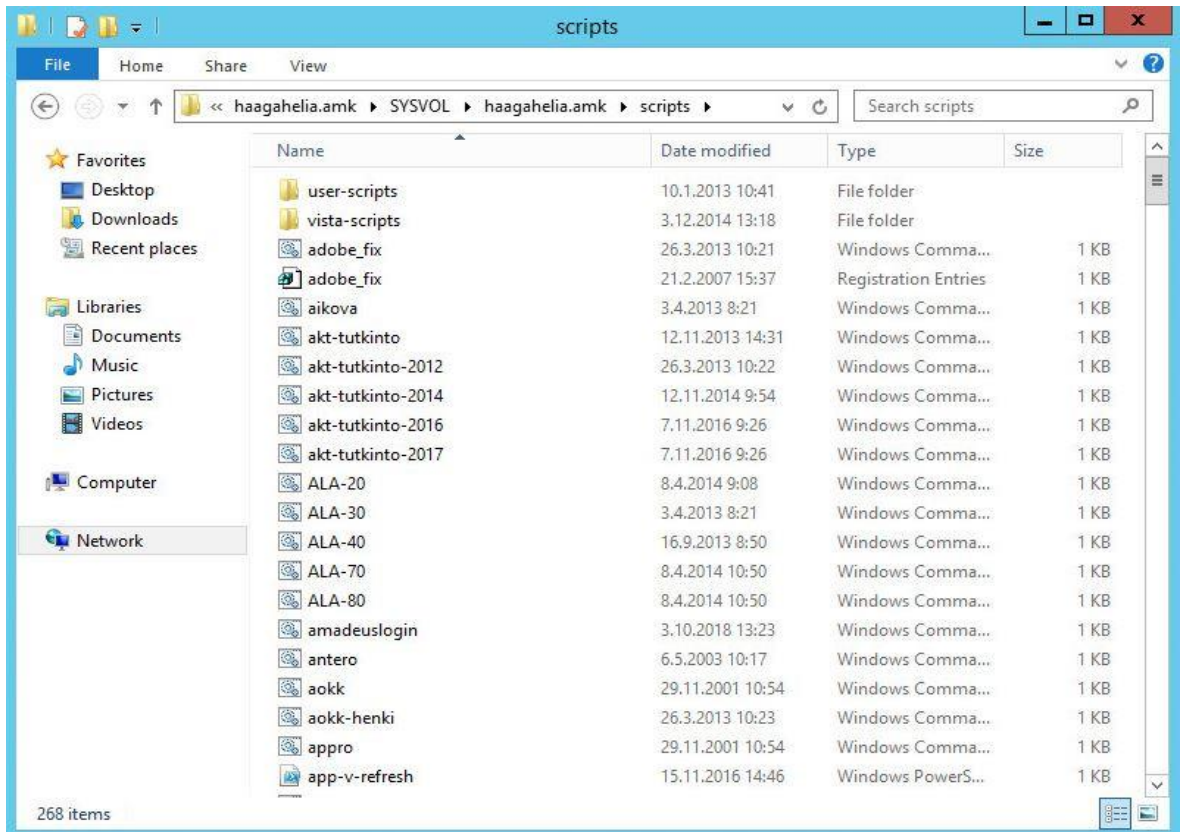 scripts
File Home Share View
« haagahelia.amk ▸ SYSVOL ▸ haagahelia.amk ▸ scripts ▸ Search scripts
Name Date modified Type Size
Favorites
Desktop
Downloads
Recent places
Libraries
Documents
Music
Pictures
Videos
Computer
Network
user-scripts 10.1.2013 10:41 File folder
vista-scripts 3.12.2014 13:18 File folder
adobe_fix 26.3.2013 10:21 Windows Comma... 1 KB
adobe_fix 21.2.2007 15:37 Registration Entries 1 KB
aikova 3.4.2013 8:21 Windows Comma... 1 KB
akt-tutkinto 12.11.2013 14:31 Windows Comma... 1 KB
akt-tutkinto-2012 26.3.2013 10:22 Windows Comma... 1 KB
akt-tutkinto-2014 12.11.2014 9:54 Windows Comma... 1 KB
akt-tutkinto-2016 7.11.2016 9:26 Windows Comma... 1 KB
akt-tutkinto-2017 7.11.2016 9:26 Windows Comma... 1 KB
ALA-20 8.4.2014 9:08 Windows Comma... 1 KB
ALA-30 3.4.2013 8:21 Windows Comma... 1 KB
ALA-40 16.9.2013 8:50 Windows Comma... 1 KB
ALA-70 8.4.2014 10:50 Windows Comma... 1 KB
ALA-80 8.4.2014 10:50 Windows Comma... 1 KB
amadeuslogin 3.10.2018 13:23 Windows Comma... 1 KB
antero 6.5.2003 10:17 Windows Comma... 1 KB
aokk 29.11.2001 10:54 Windows Comma... 1 KB
aokk-henki 26.3.2013 10:23 Windows Comma... 1 KB
appro 29.11.2001 10:54 Windows Comma... 1 KB
app-v-refresh 15.11.2016 14:46 Windows PowerS... 1 KB
268 items